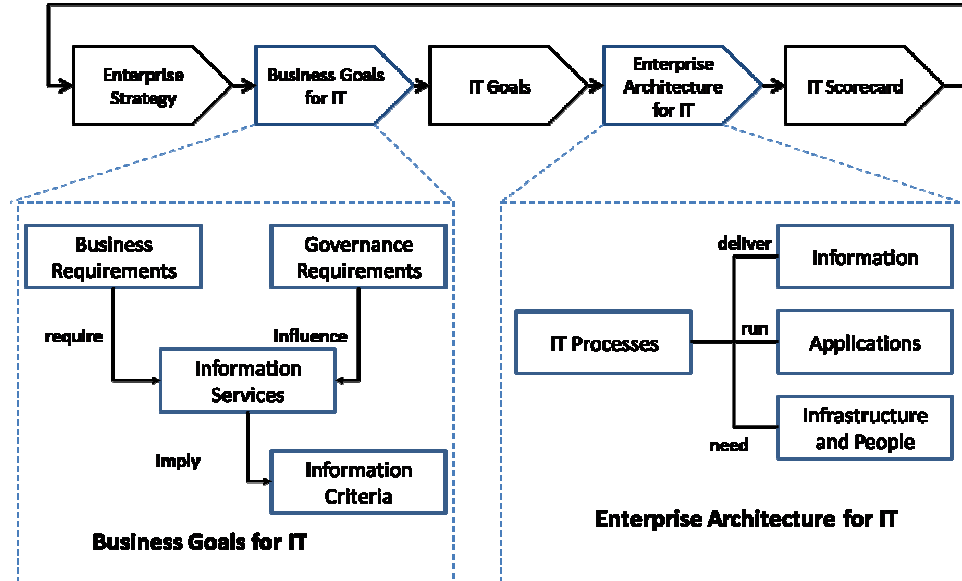 Enterprise
Strategy
Business Goals
for IT
IT Goals
Enterprise
Architecture
for IT
IT Scorecard
Business
Requirements
Governance
Requirements
require
Influence
Information
Services
Imply
Information
Criteria
Business Goals for IT
deliver
Information
IT Processes
run
Applications
need
Infrastructure
and People
Enterprise Architecture for IT